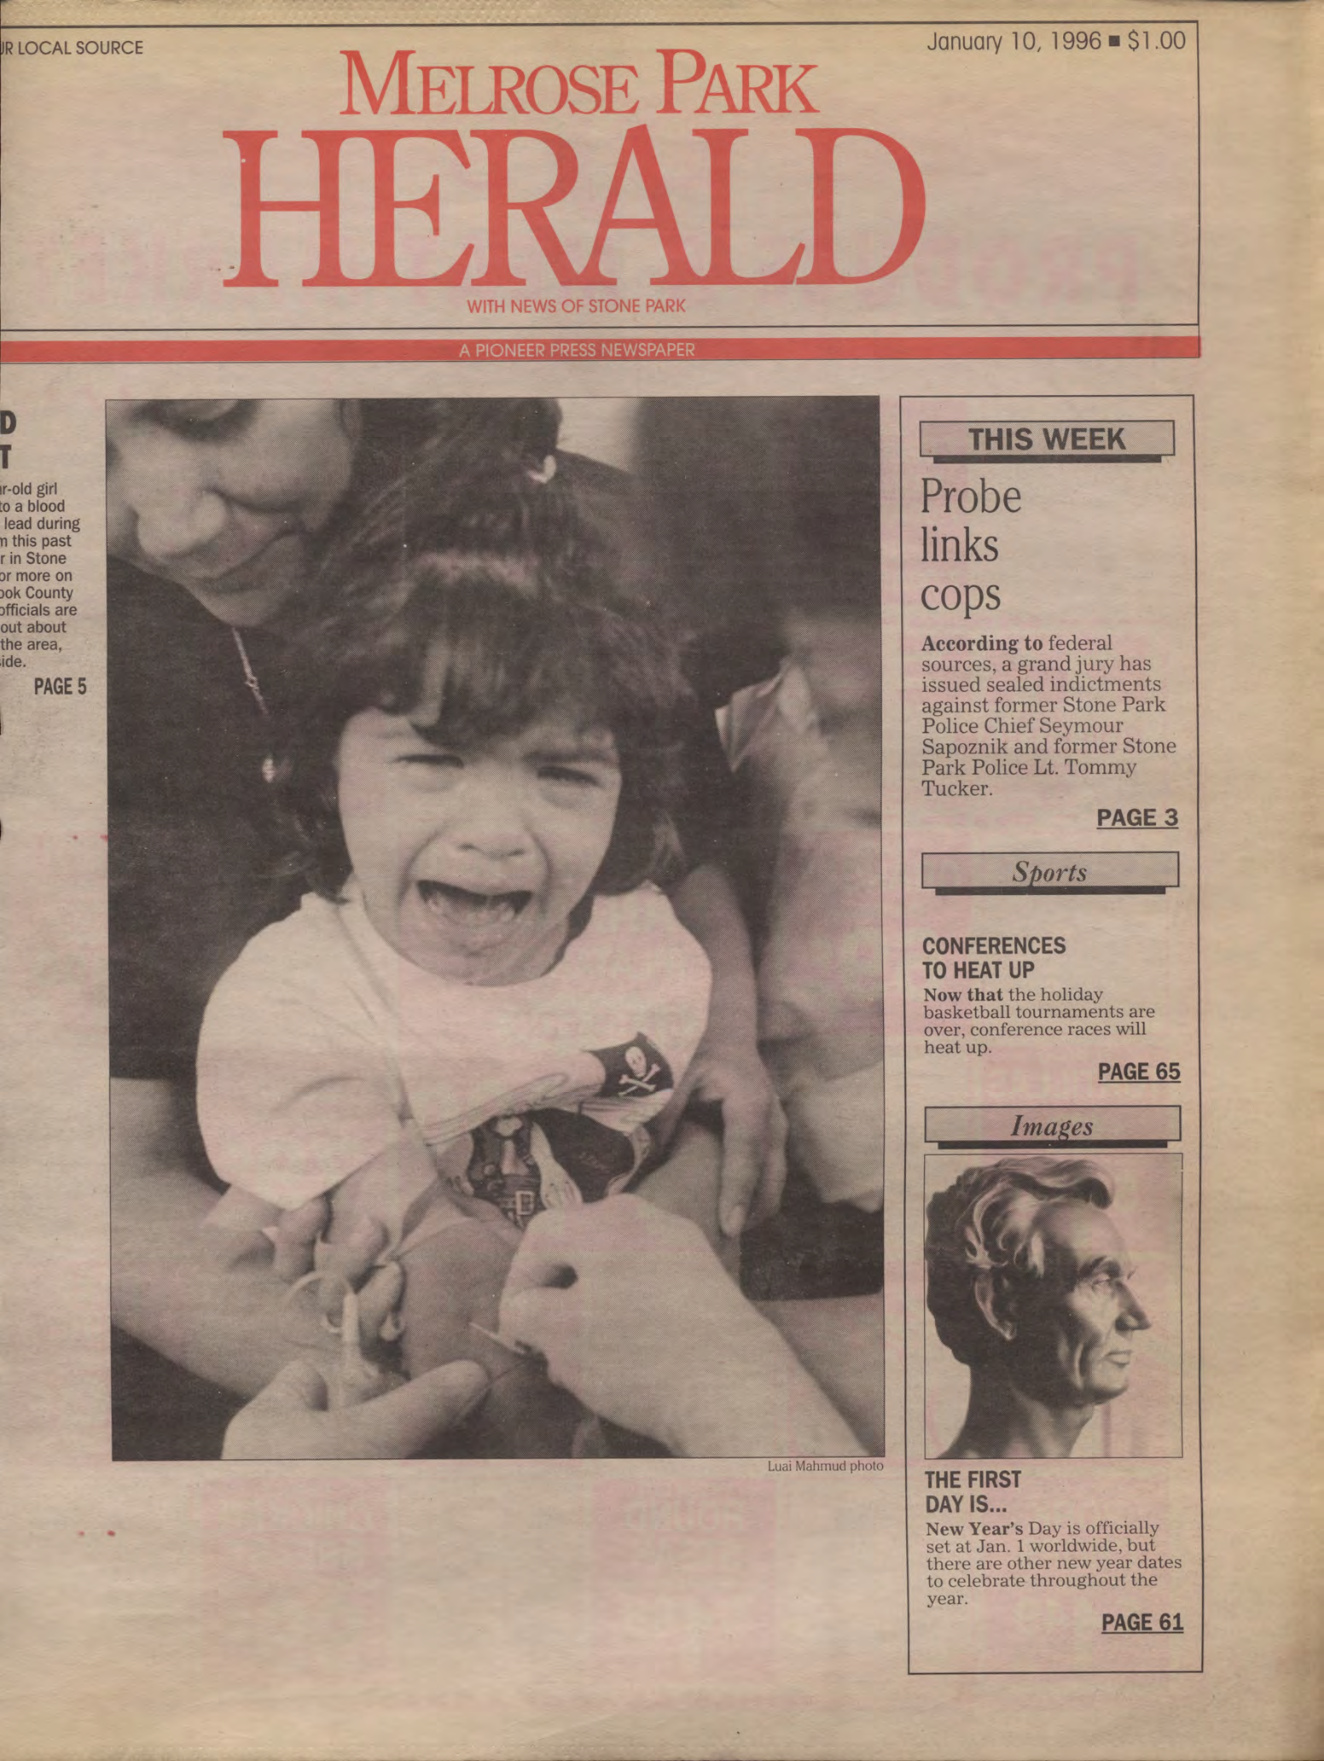 LOCAL SOURCE
January 10, 1996 ■ $1.00
MELROSE PARK
HERALD
WITH NEWS OF STONE PARK
A PIONEER PRESS NEWSPAPER
D
T
r-old girl
to a blood
lead during
this past
r in Stone
or more on
ook County
officials are
out about
the area,
ide.
PAGE 5
Luai Mahmud photo
THIS WEEK
Probe
links
cops
According to federal
sources, a grand jury has
issued sealed indictments
against former Stone Park
Police Chief Seymour
Sapoznik and former Stone
Park Police Lt. Tommy
Tucker.
PAGE 3
Sports
CONFERENCES
TO HEAT UP
Now that the holiday
basketball tournaments are
over, conference races will
heat up.
PAGE 65
Images
THE FIRST
DAY IS...
New Year's Day is officially
set at Jan. 1 worldwide, but
there are other new year dates
to celebrate throughout the
year.
PAGE 61